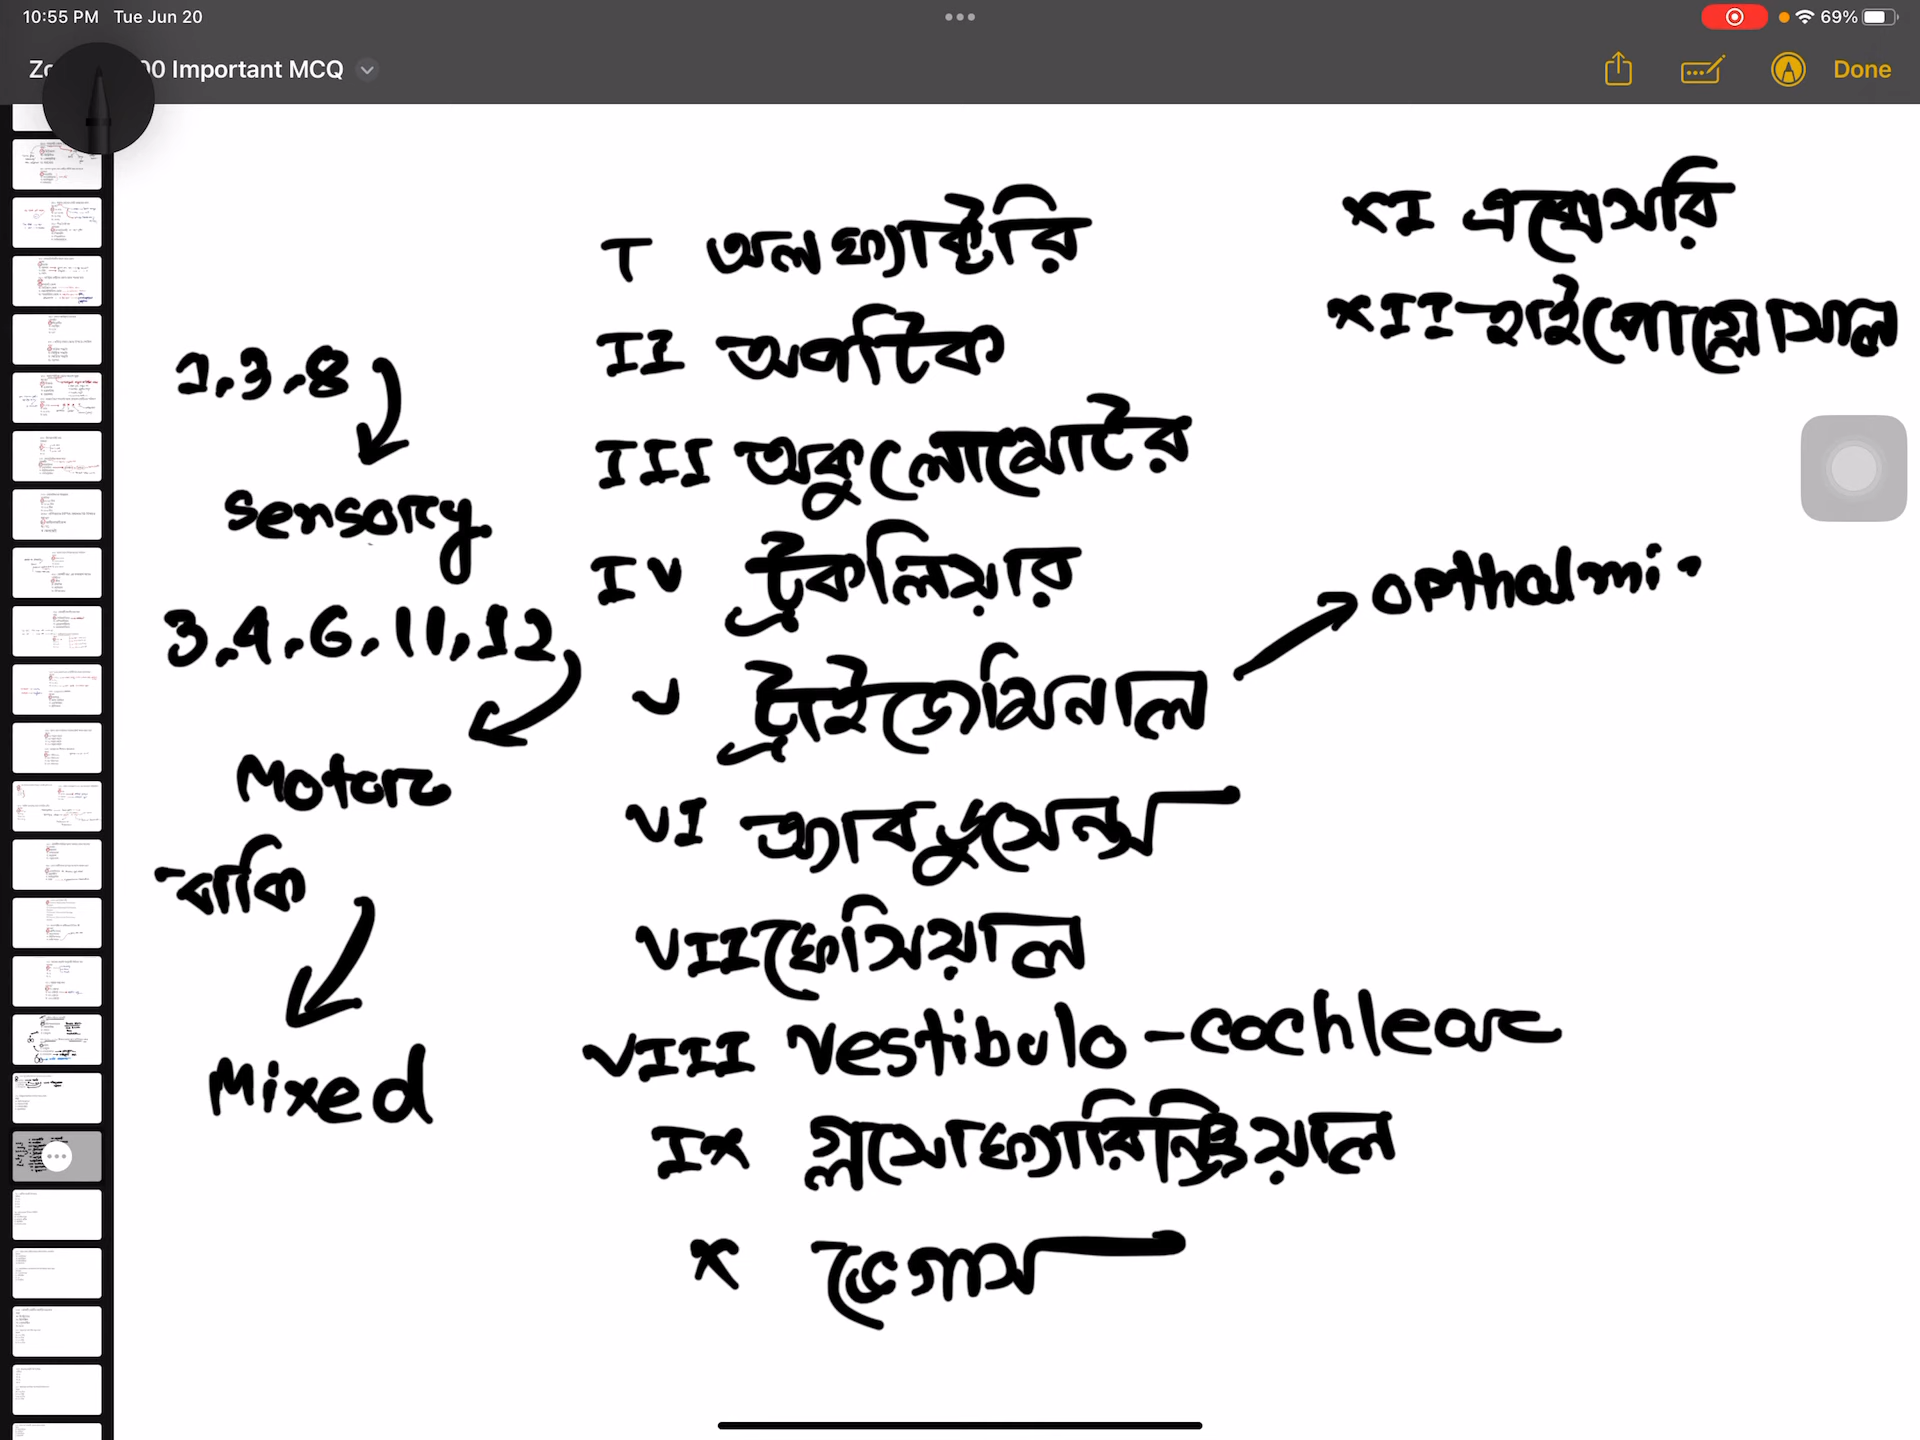 10:55 PM Tue Jun 20
69%
00 Important MCQ
Done
1,3,8
Sensory
3,4,6,11,12
Motor
বাকি
Mixed
I অলফ্যাক্টরি
II অপটিক
III অকুলোমোটর
IV ট্রকলিয়ার
V ট্রাইজেমিনাল
opthalmi
VI অ্যাবডুসেন্স
VII ফেসিয়াল
VIII Vestibulo-cochlear
IX গ্লসোফ্যারিঞ্জিয়াল
X ভেগাস
XI এক্সেসরি
XII হাইপোগ্লোসাল